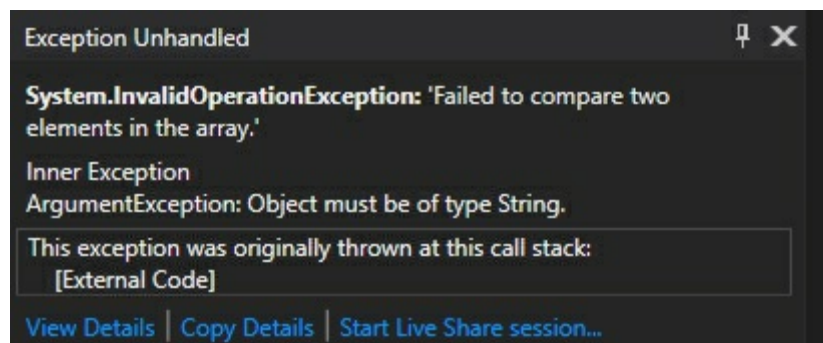 Exception Unhandled
System.InvalidOperationException: 'Failed to compare two
elements in the array.'
Inner Exception
ArgumentException: Object must be of type String.
This exception was originally thrown at this call stack:
[External Code]
View Details | Copy Details | Start Live Share session...